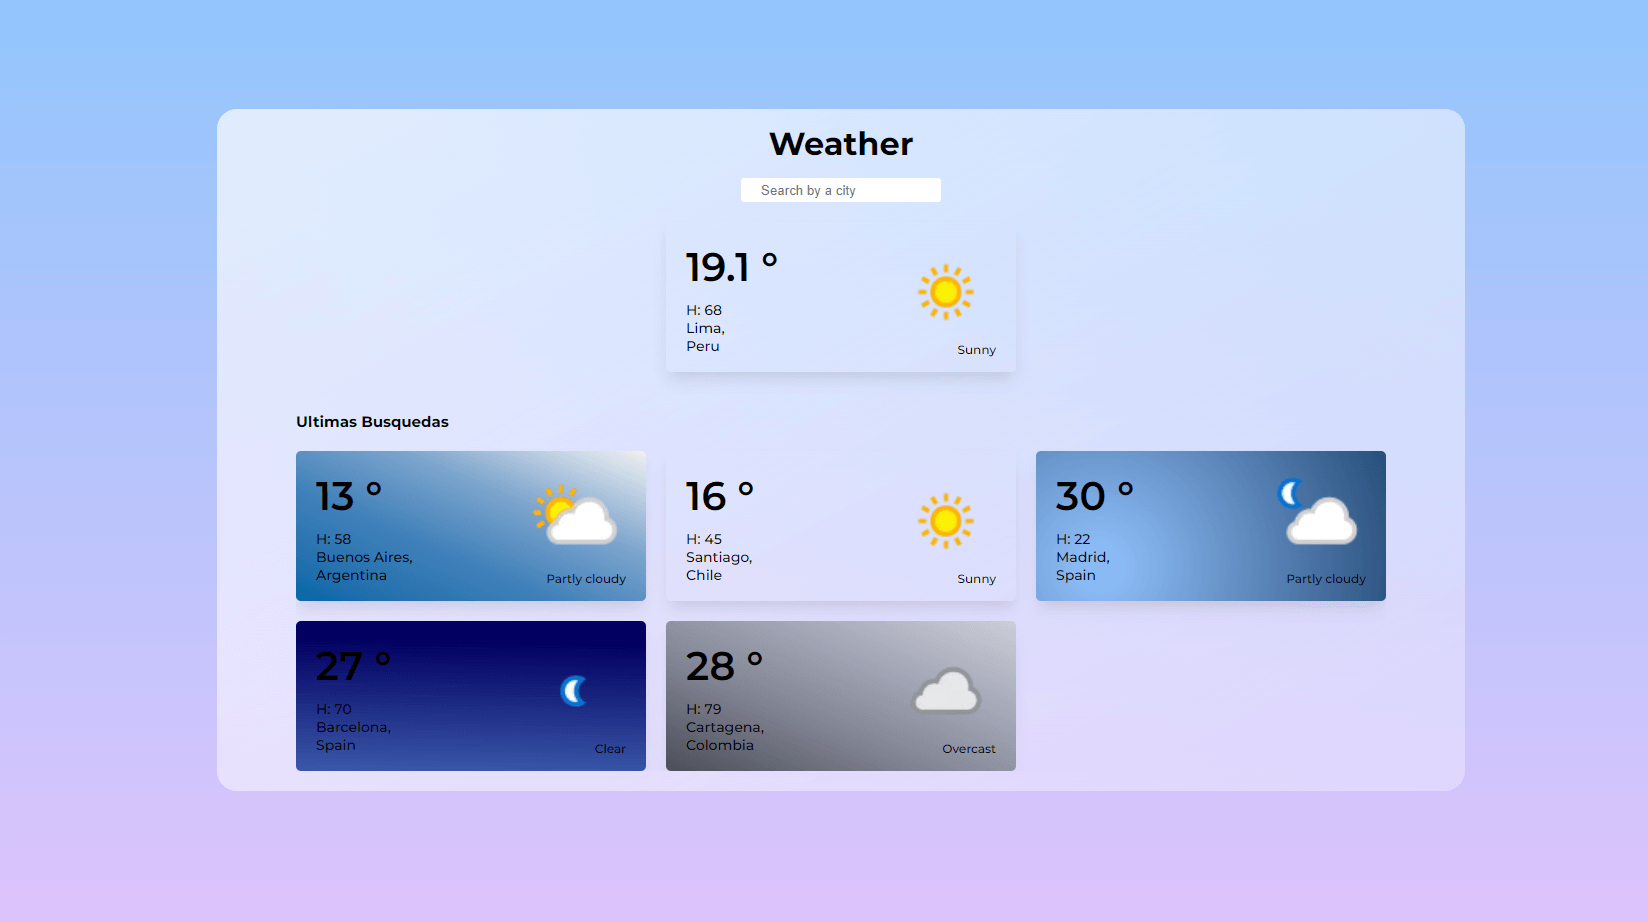 Weather
Search by a city
19.1 °
H: 68
Lima,
Peru
Sunny
Ultimas Busquedas
13 °
H: 58
Buenos Aires,
Argentina
Partly cloudy
16 °
H: 45
Santiago,
Chile
Sunny
30 °
H: 22
Madrid,
Spain
Partly cloudy
27 °
H: 70
Barcelona,
Spain
Clear
28 °
H: 79
Cartagena,
Colombia
Overcast